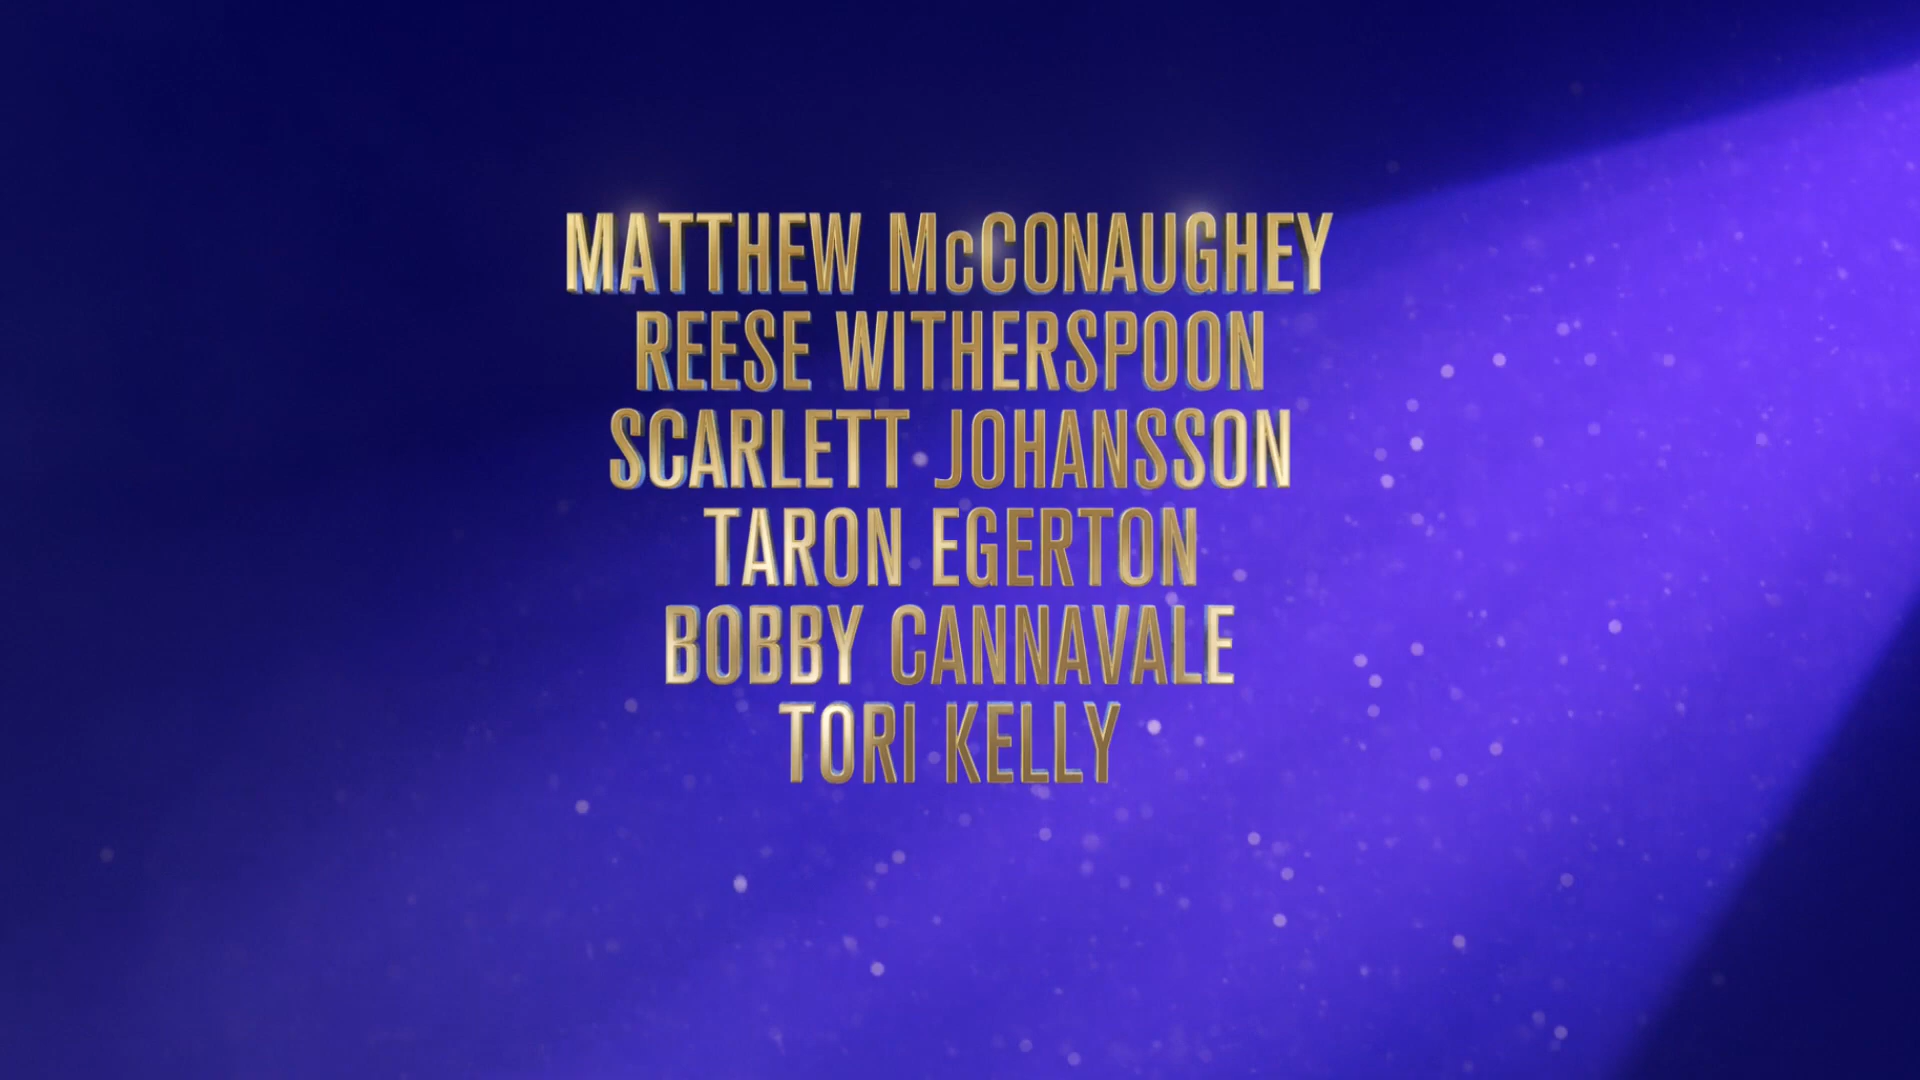 MATTHEW McCONAUGHEY
REESE WITHERSPOON
SCARLETT JOHANSSON
TARON EGERTON
BOBBY CANNAVALE
TORI KELLY